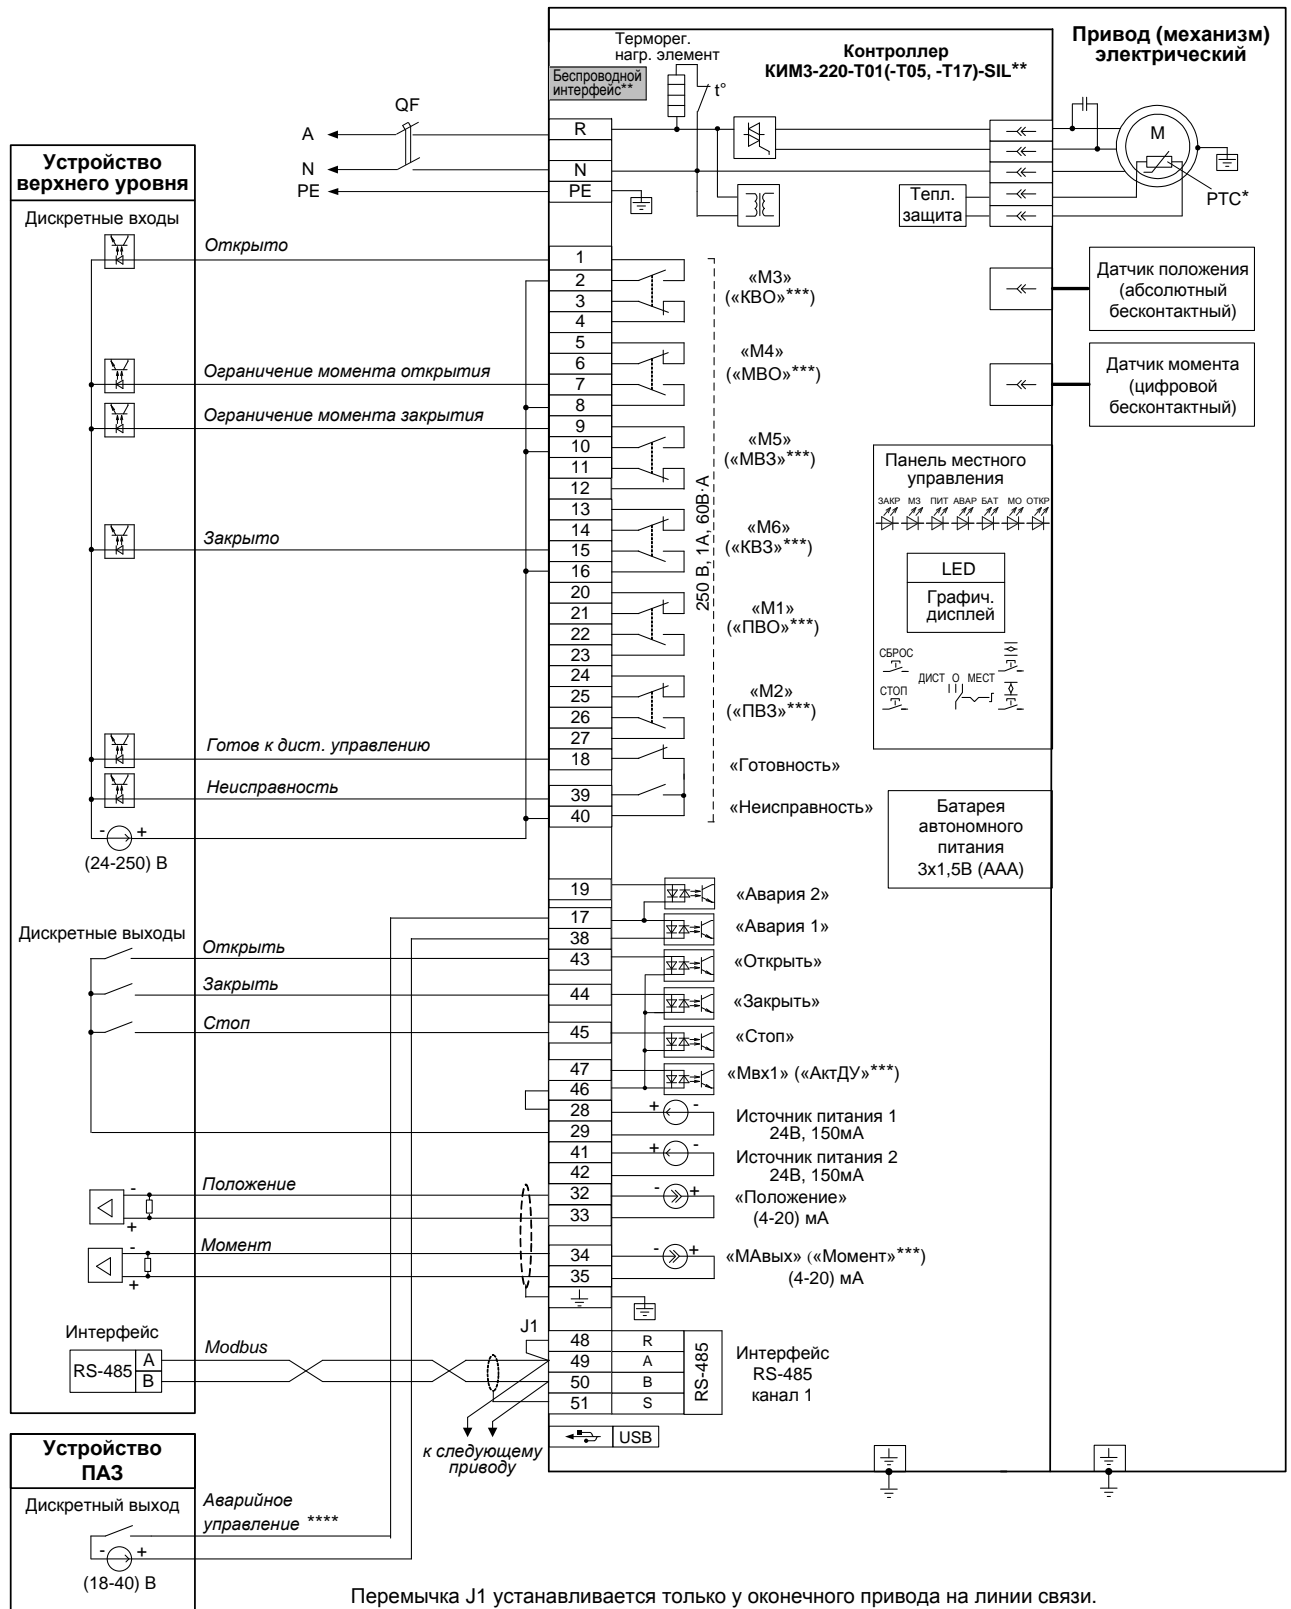 Терморег.
нагр. элемент
Контроллер
КИМ3-220-Т01(-Т05, -Т17)-SIL**
Привод (механизм)
электрический
Беспроводной
интерфейс**
t°
QF
A
R
N
N
PE
PE
M
PTC*
Тепл.
защита
Устройство
верхнего уровня
Дискретные входы
Открыто
1
2
3
4
«М3»
(«КВО»***)
Датчик положения
(абсолютный
бесконтактный)
Ограничение момента открытия
5
6
7
8
«М4»
(«МВО»***)
Датчик момента
(цифровой
бесконтактный)
Ограничение момента закрытия
9
10
11
12
«М5»
(«МВЗ»***)
250 В, 1А, 60В·А
Панель местного
управления
ЗАКР МЗ ПИТ АВАР БАТ МО ОТКР
Закрыто
13
14
15
16
«М6»
(«КВЗ»***)
LED
Графич.
дисплей
20
21
22
23
«М1»
(«ПВО»***)
СБРОС
СТОП
ДИСТ О МЕСТ
24
25
26
27
«М2»
(«ПВЗ»***)
Готов к дист. управлению
18
«Готовность»
Неисправность
39
40
«Неисправность»
- +
(24-250) В
Батарея
автономного
питания
3х1,5В (ААА)
19
«Авария 2»
17
38
«Авария 1»
Дискретные выходы
Открыть
43
«Открыть»
Закрыть
44
«Закрыть»
Стоп
45
«Стоп»
47
46
«Мвх1» («АктДУ»***)
28
29
+ -
Источник питания 1
24В, 150мА
41
42
+ -
Источник питания 2
24В, 150мА
Положение
- +
32
33
- +
«Положение»
(4-20) мА
Момент
- +
34
35
- +
«МАвых» («Момент»***)
(4-20) мА
Интерфейс
RS-485
A
B
Modbus
J1
48
49
50
51
R
A
B
S
RS-485
Интерфейс
RS-485
канал 1
USB
к следующему
приводу
Устройство
ПАЗ
Дискретный выход
Аварийное
управление ****
- +
(18-40) В
Перемычка J1 устанавливается только у оконечного привода на линии связи.